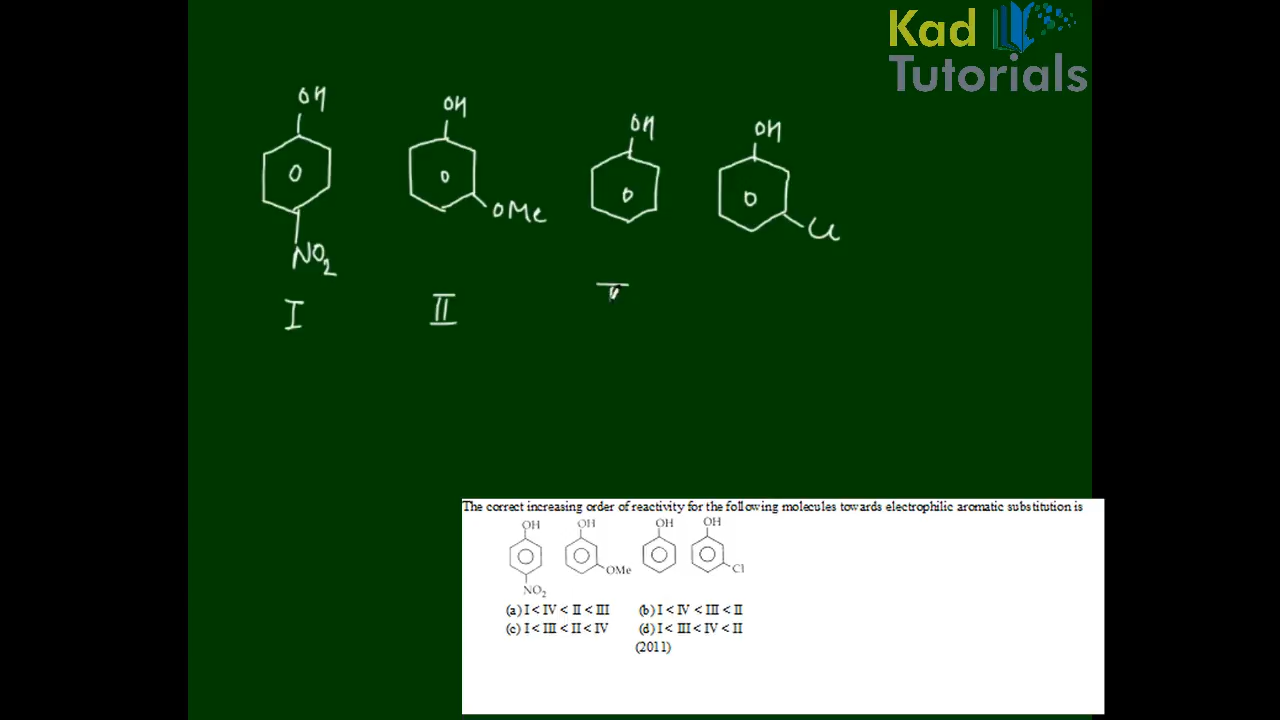 Kad
Tutorials
OH OH OH OH
OMe Cl
NO2
I II
The correct increasing order of reactivity for the following molecules towards electrophilic aromatic substitution is
OH OH OH OH
OMe Cl
NO2
(a) I < IV < II < III (b) I < IV < III < II
(c) I < III < II < IV (d) I < III < IV < II
(2011)